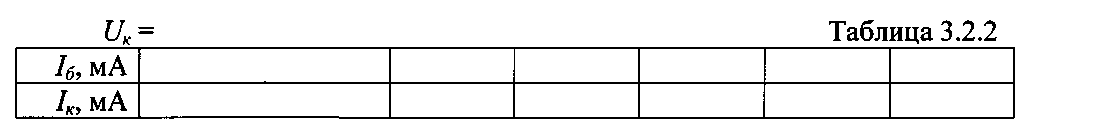 Uк = Таблица 3.2.2
Iб, мА
Iк, мА